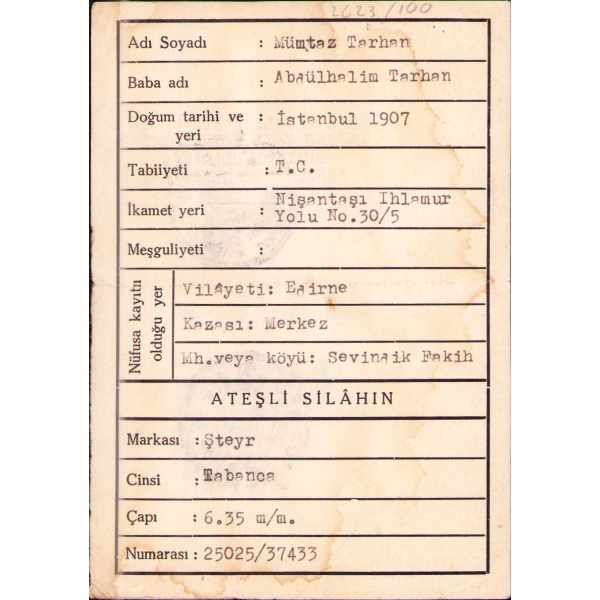 2623/100
Adı Soyadı : Mümtaz Tarhan
Baba adı : Abdülhalim Tarhan
Doğum tarihi ve yeri : İstanbul 1907
Tabiiyeti : T.C.
İkamet yeri : Nişantaşı Ihlamur
Yolu No.30/5
Meşguliyeti :
Nüfusa kayıtlı
olduğu yer
Vilâyeti: Edirne
Kazası: Merkez
Mh.veya köyü: Sevindik Fakih
ATEŞLİ SİLÂHIN
Markası : Şteyr
Cinsi : Tabanca
Çapı : 6.35 m/m.
Numarası : 25025/37433